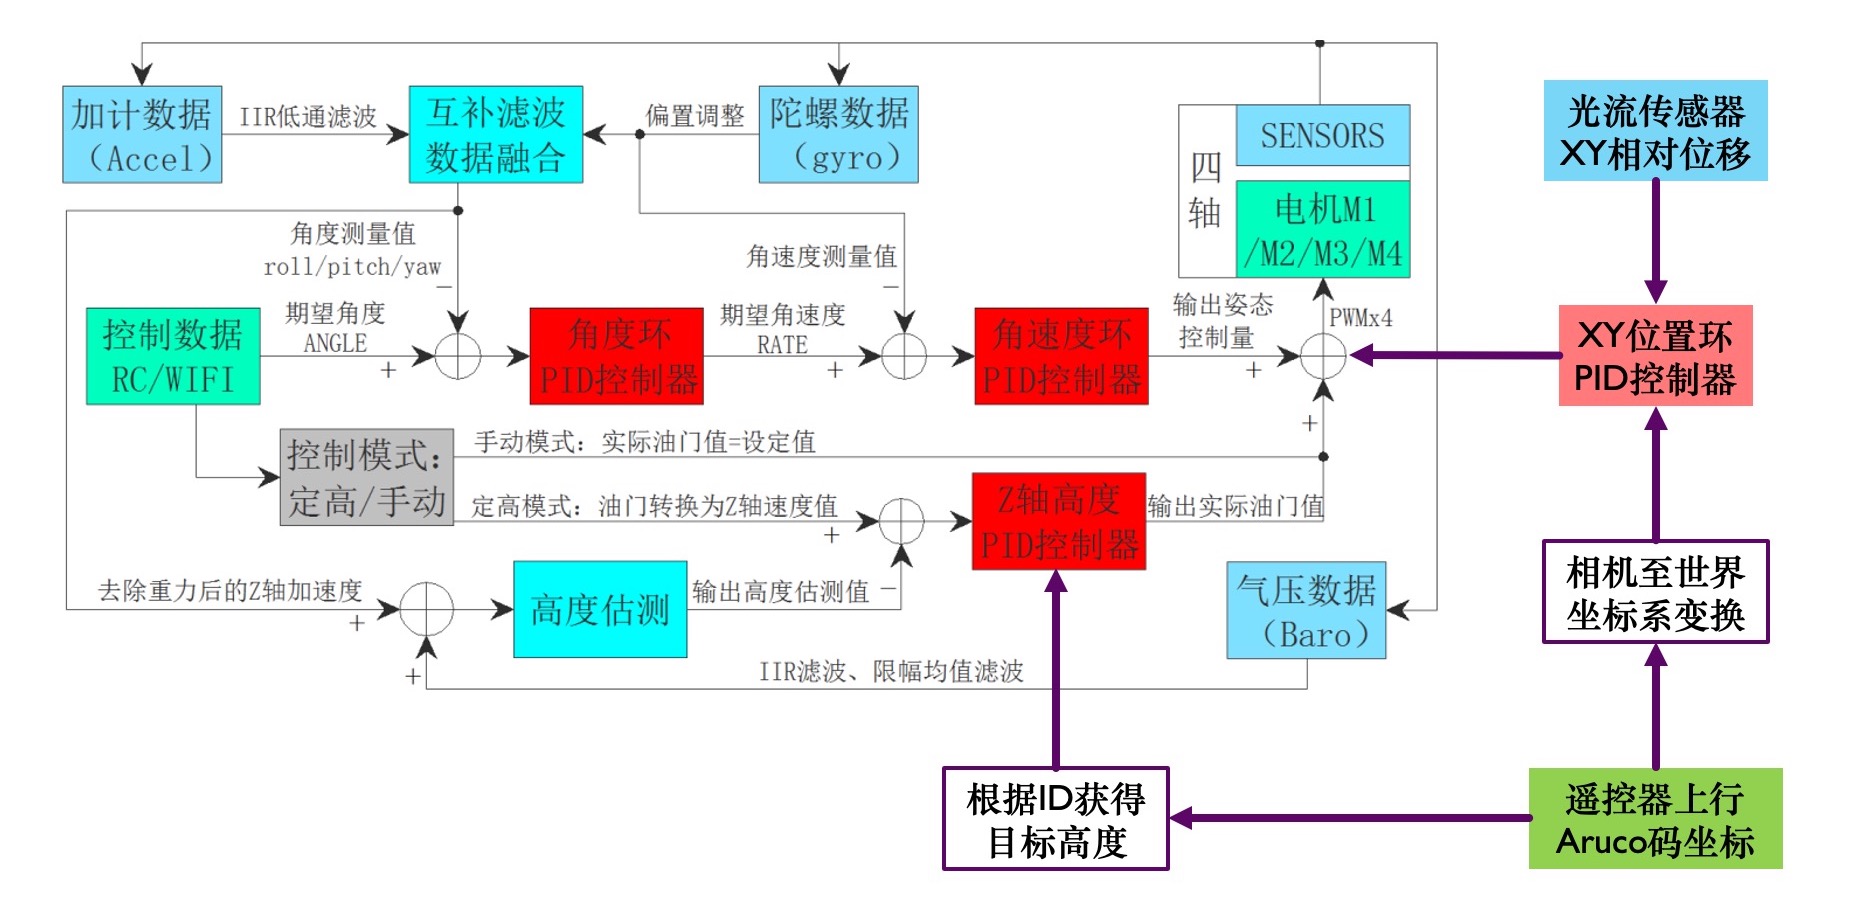 加计数据
（Accel）
IIR低通滤波
互补滤波
数据融合
偏置调整
陀螺数据
（gyro）
四
轴
SENSORS
电机M1
/M2/M3/M4
光流传感器
XY相对位移
角度测量值
roll/pitch/yaw
−
角速度测量值
−
控制数据
RC/WIFI
期望角度
ANGLE
+
角度环
PID控制器
期望角速度
RATE
+
角速度环
PID控制器
输出姿态
控制量
+
PWMx4
+
XY位置环
PID控制器
控制模式：
定高/手动
手动模式：实际油门值=设定值
定高模式：油门转换为Z轴速度值
+
Z轴高度
PID控制器
输出实际油门值
去除重力后的Z轴加速度
+
高度估测
输出高度估测值
−
气压数据
（Baro）
相机至世界
坐标系变换
+
IIR滤波、限幅均值滤波
根据ID获得
目标高度
遥控器上行
Aruco码坐标